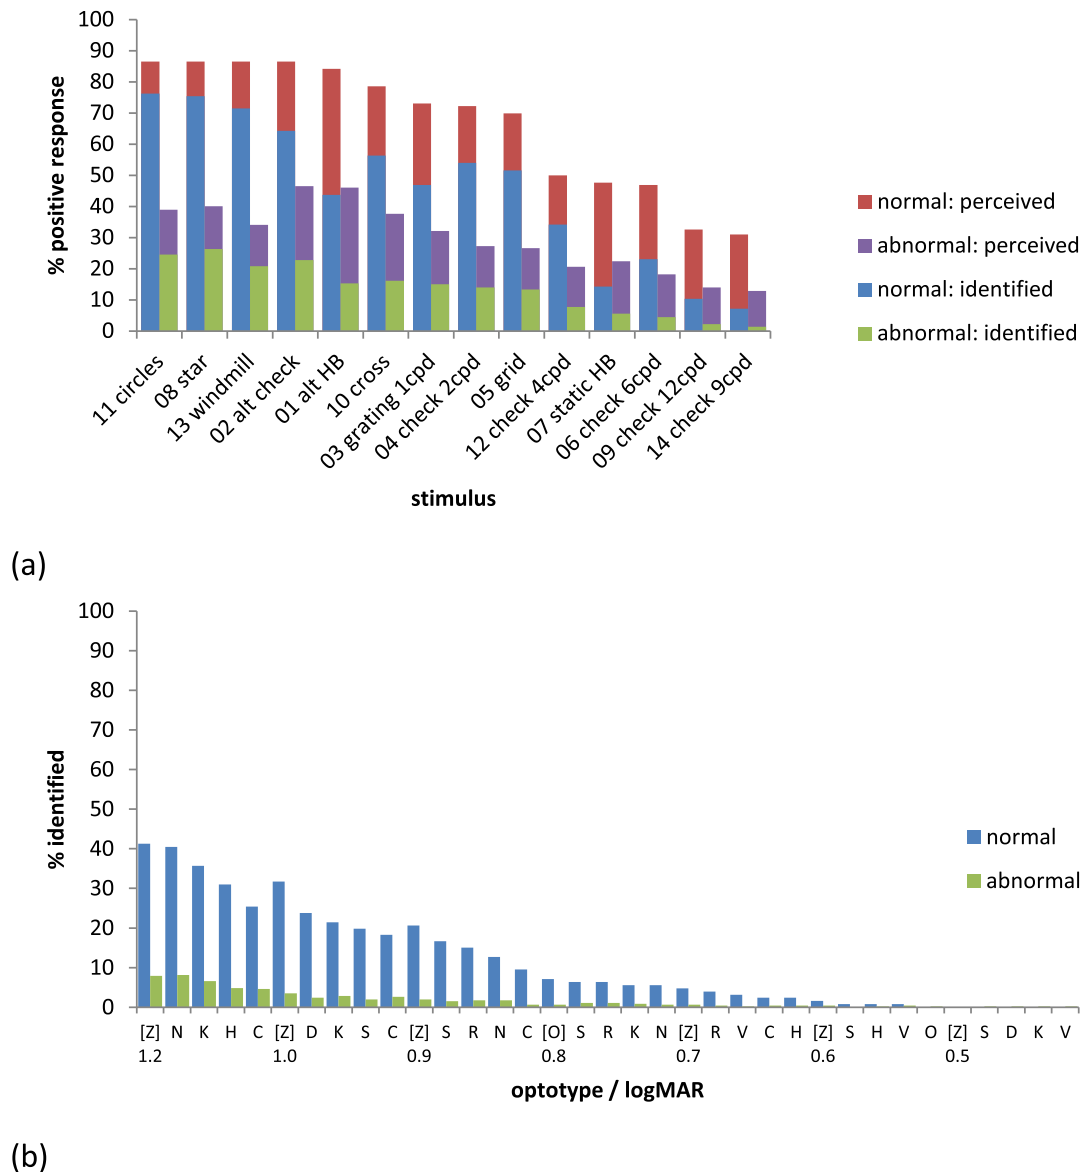 100
90
80
70
60
50
40
30
20
10
0
% positive response
11 circles
08 star
13 windmill
02 alt check
01 alt HB
10 cross
03 grating 1cpd
04 check 2cpd
05 grid
12 check 4cpd
07 static HB
06 check 6cpd
09 check 12cpd
14 check 9cpd
stimulus
normal: perceived
abnormal: perceived
normal: identified
abnormal: identified
(a)
100
90
80
70
60
50
40
30
20
10
0
% identified
[Z] N K H C [Z] D K S C [Z] S R N C [O] S R K N [Z] R V C H [Z] S H V O [Z] S D K V
1.2 1.0 0.9 0.8 0.7 0.6 0.5
optotype / logMAR
normal
abnormal
(b)